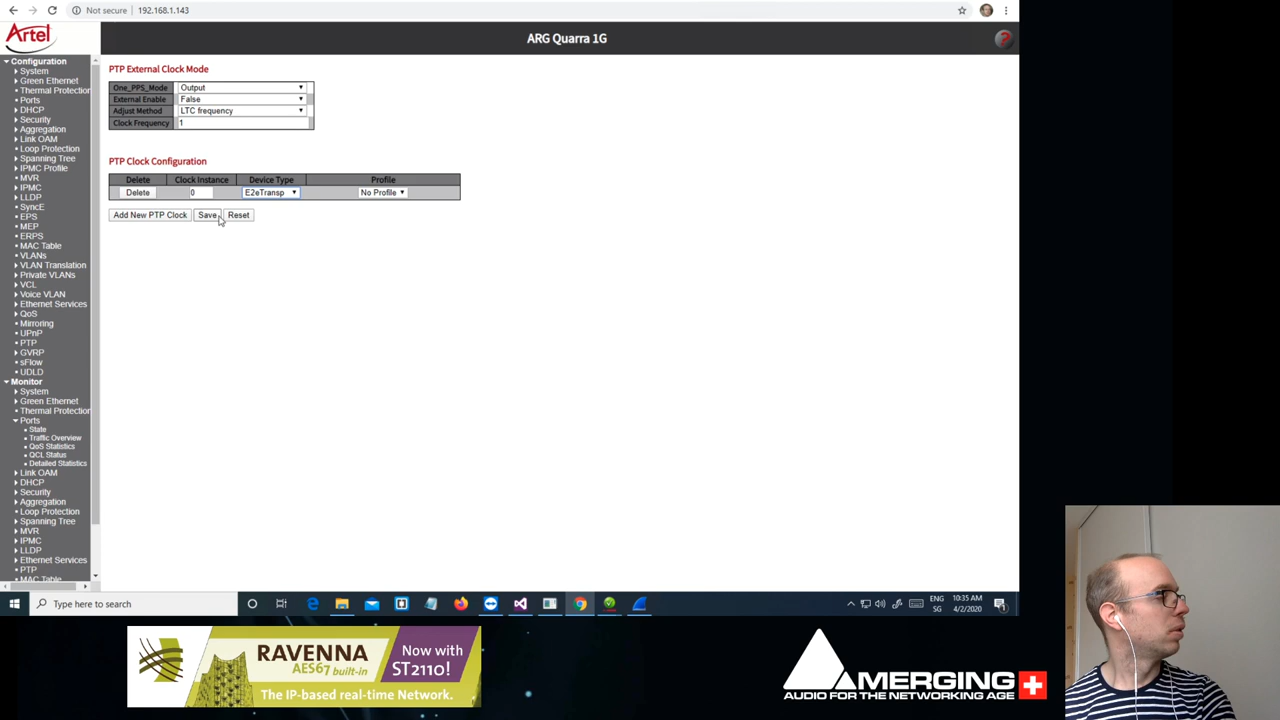 Not secure | 192.168.1.143
Artel
ARG Quarra 1G
?
Configuration
System
Green Ethernet
Thermal Protection
Ports
DHCP
Security
Aggregation
Link OAM
Loop Protection
Spanning Tree
IPMC Profile
MVR
IPMC
LLDP
SyncE
EPS
MEP
ERPS
MAC Table
VLANs
VLAN Translation
Private VLANs
VCL
Voice VLAN
Ethernet Services
QoS
Mirroring
UPnP
PTP
GVRP
sFlow
UDLD
Monitor
System
Green Ethernet
Thermal Protection
Ports
State
Traffic Overview
QoS Statistics
QCL Status
Detailed Statistics
Link OAM
DHCP
Security
Aggregation
Loop Protection
Spanning Tree
MVR
IPMC
LLDP
Ethernet Services
PTP
MAC Table
PTP External Clock Mode
One_PPS_Mode Output
External Enable False
Adjust Method LTC frequency
Clock Frequency 1
PTP Clock Configuration
Delete Clock Instance Device Type Profile
Delete 0 E2eTransp No Profile
Add New PTP Clock Save Reset
Type here to search
ENG
SG
10:35 AM
4/2/2020
RAVENNA
AES67 built-in
The IP-based real-time Network.
Now with
ST2110!
MERGING
AUDIO FOR THE NETWORKING AGE